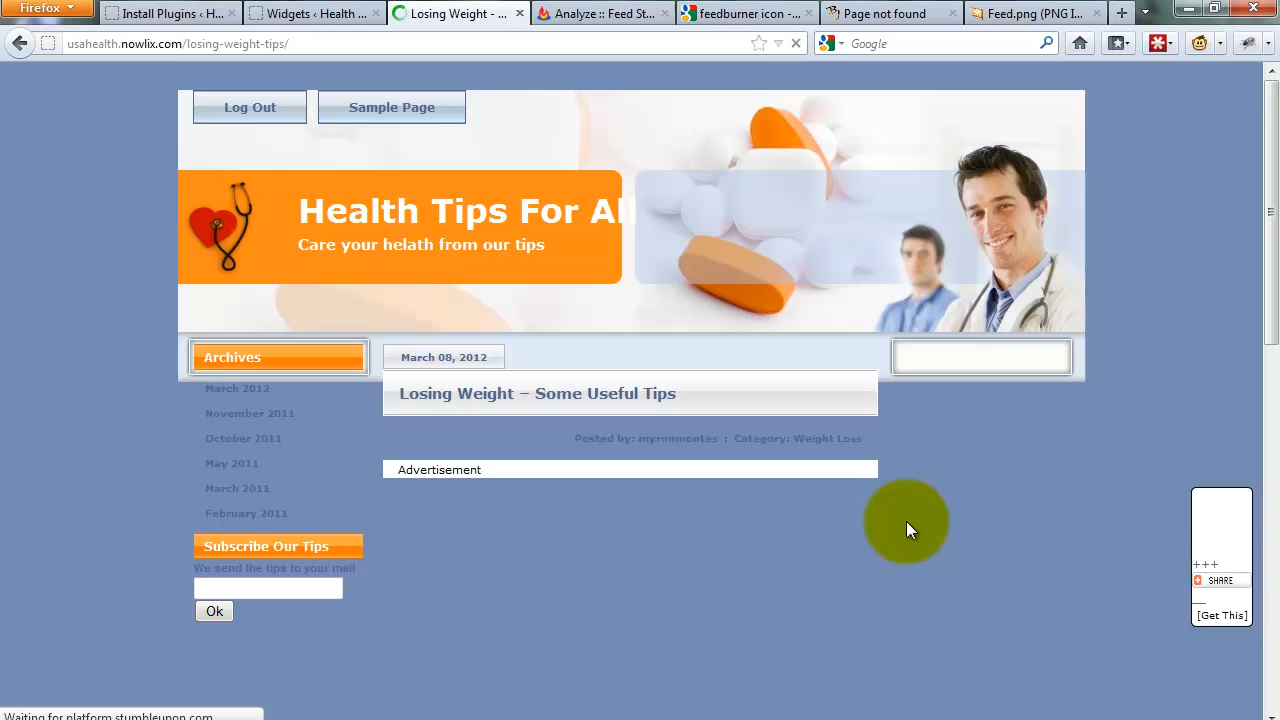 Firefox
Install Plugins ‹ H...
Widgets ‹ Health ...
Losing Weight - ...
Analyze :: Feed St...
feedburner icon -...
Page not found
Feed.png (PNG I...
usahealth.nowlix.com/losing-weight-tips/
Google
Log Out
Sample Page
Health Tips For All
Care your helath from our tips
Archives
March 08, 2012
March 2012
Losing Weight – Some Useful Tips
November 2011
October 2011
Posted by: myrnnmontes : Category: Weight Loss
May 2011
Advertisement
March 2011
February 2011
Subscribe Our Tips
We send the tips to your mail
Ok
+++
SHARE
[Get This]
Waiting for platform.stumbleupon.com